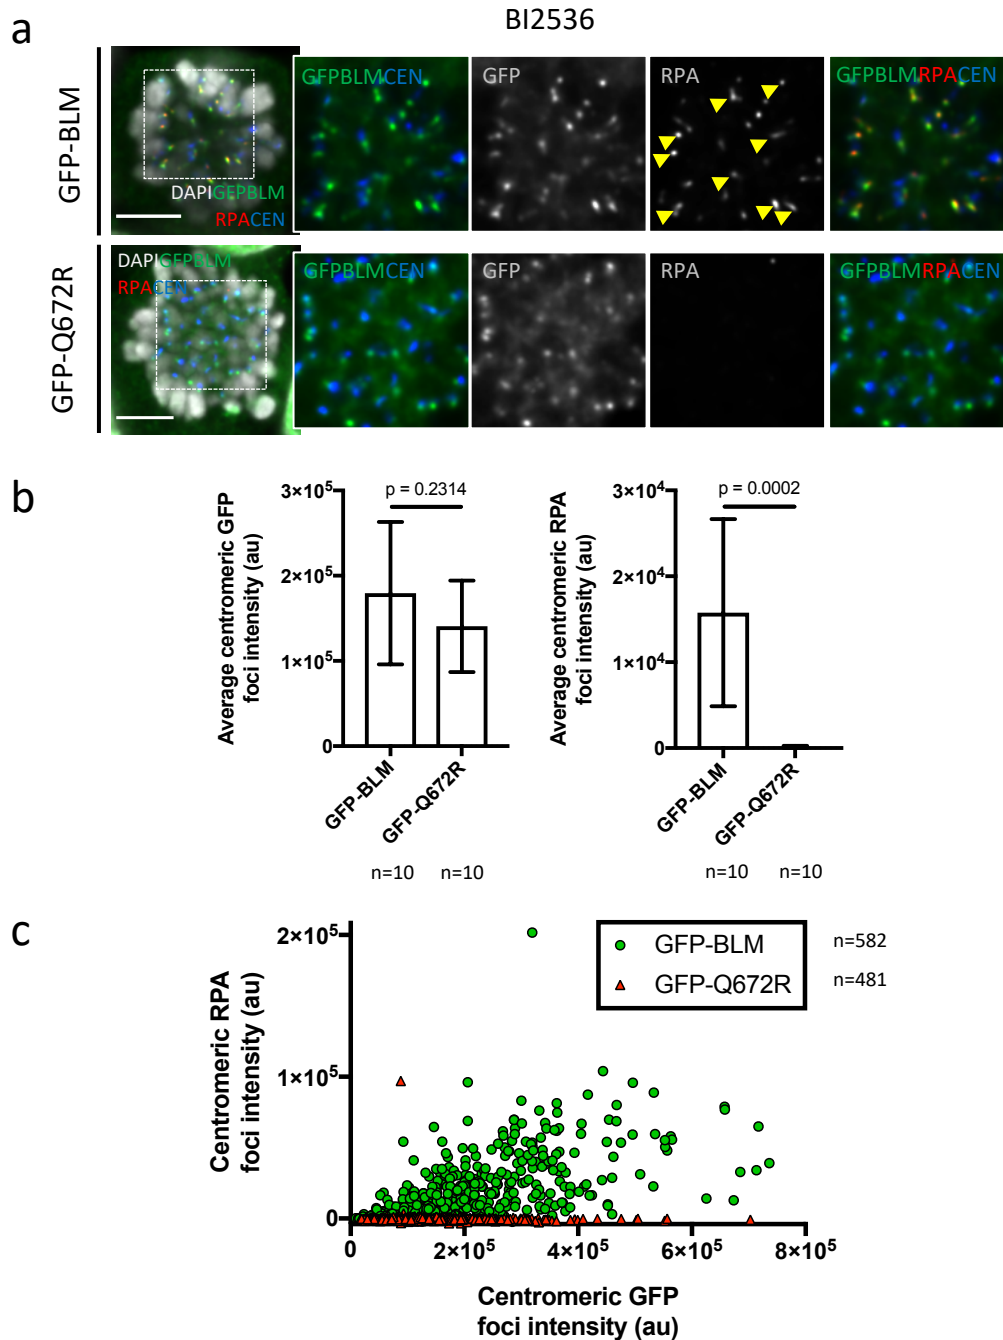 BI2536
a
GFP-BLM
DAPIGFPBLM
RPACEN
GFPBLMCEN
GFP
RPA
GFPBLMRPACEN
GFP-Q672R
DAPIGFPBLM
RPACEN
GFPBLMCEN
GFP
RPA
GFPBLMRPACEN
b
Average centromeric GFP
foci intensity (au)
3×10⁵
2×10⁵
1×10⁵
0
p = 0.2314
GFP-BLM
GFP-Q672R
n=10
n=10
Average centromeric RPA
foci intensity (au)
3×10⁴
2×10⁴
1×10⁴
0
p = 0.0002
GFP-BLM
GFP-Q672R
n=10
n=10
c
Centromeric RPA
foci intensity (au)
2×10⁵
1×10⁵
0
GFP-BLM
n=582
GFP-Q672R
n=481
0
2×10⁵
4×10⁵
6×10⁵
8×10⁵
Centromeric GFP
foci intensity (au)